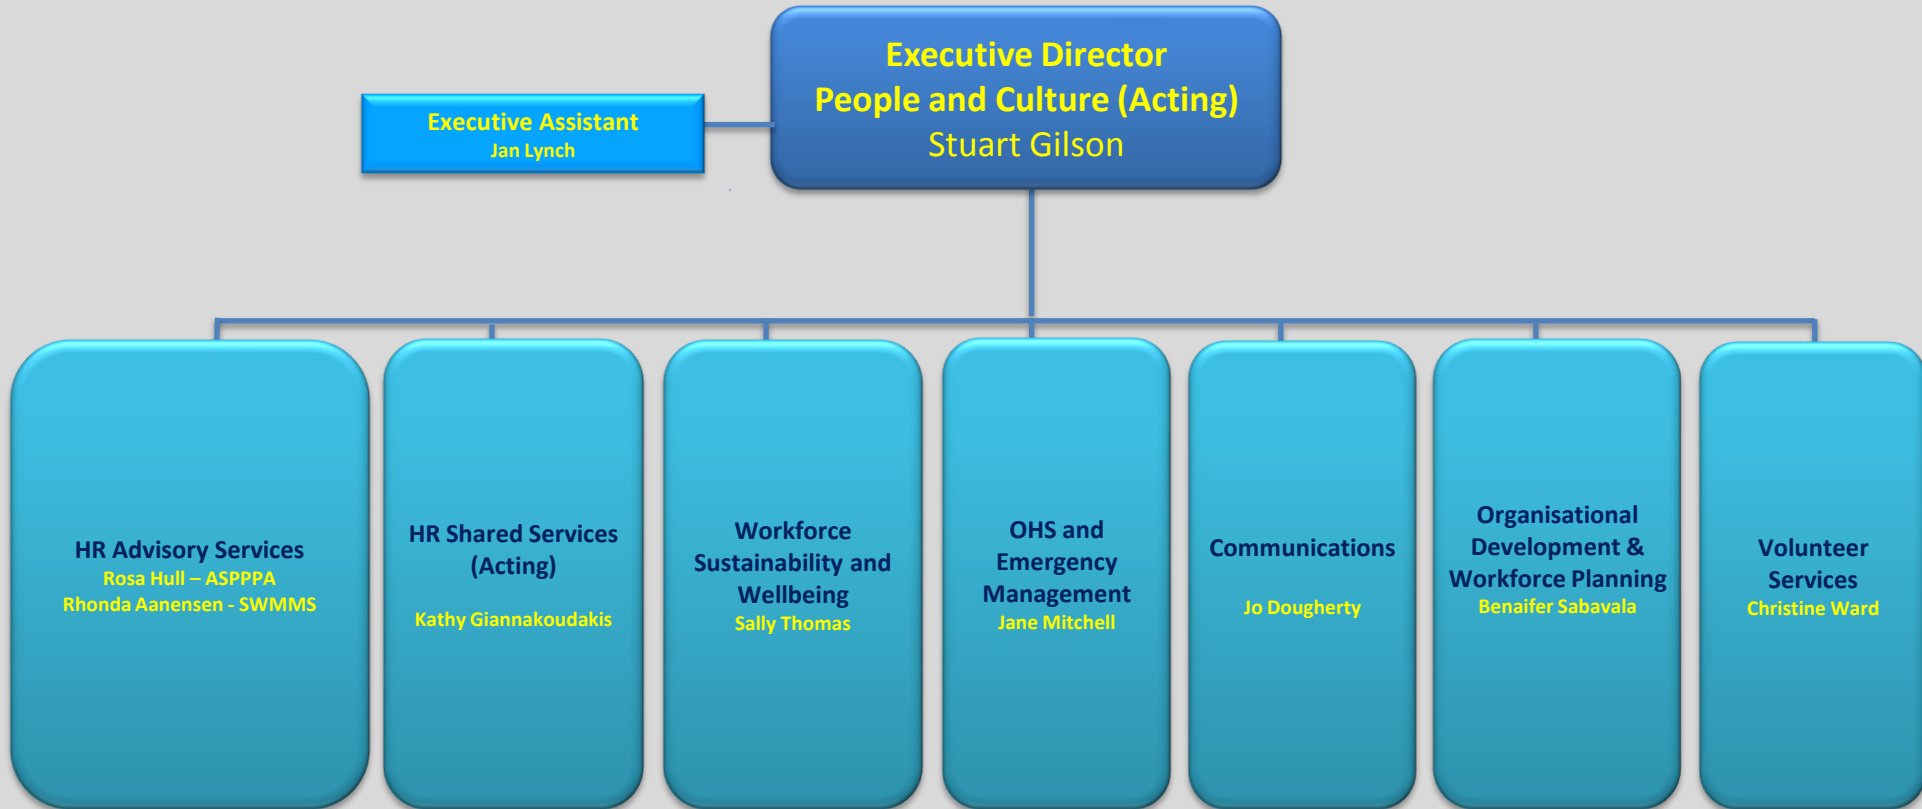 Executive Director
People and Culture (Acting)
Stuart Gilson
Executive Assistant
Jan Lynch
HR Advisory Services
Rosa Hull – ASPPPA
Rhonda Aanensen - SWMMS
HR Shared Services
(Acting)
Kathy Giannakoudakis
Workforce
Sustainability and
Wellbeing
Sally Thomas
OHS and
Emergency
Management
Jane Mitchell
Communications
Jo Dougherty
Organisational
Development &
Workforce Planning
Benaifer Sabavala
Volunteer
Services
Christine Ward